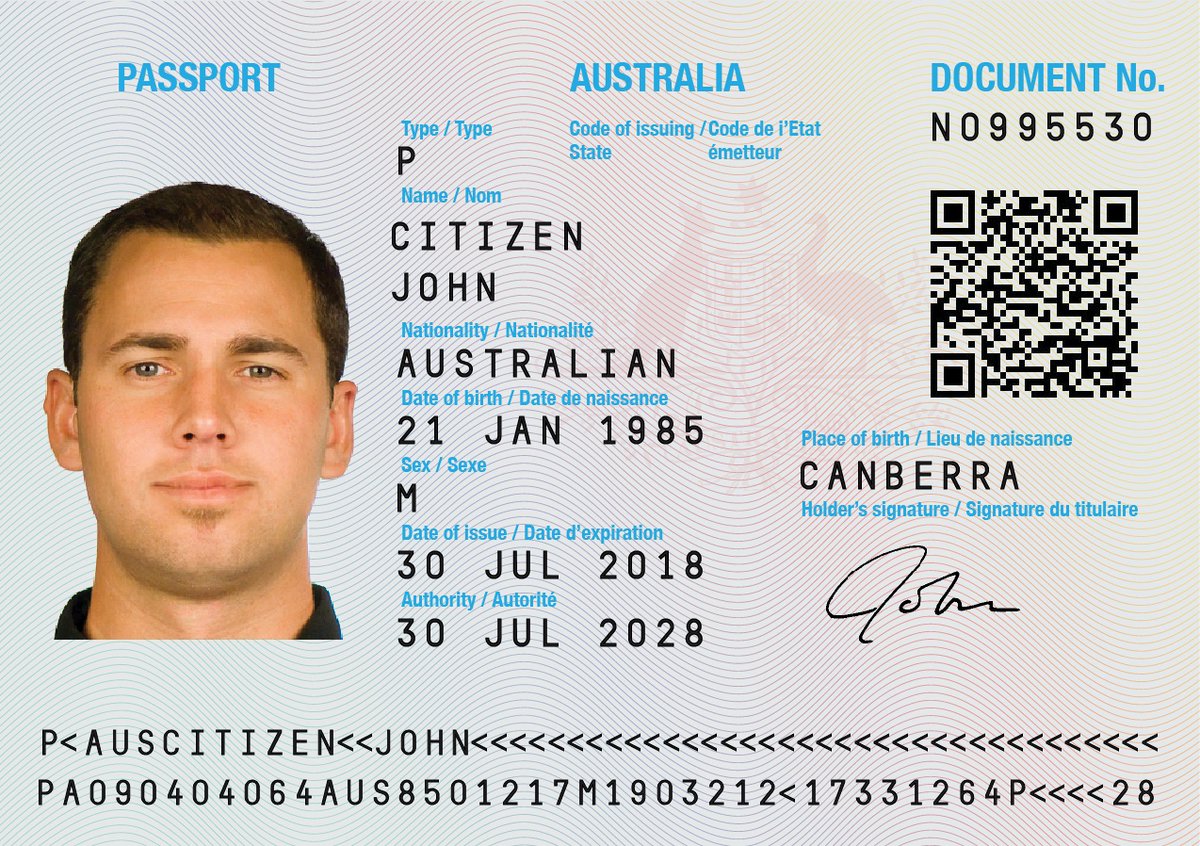 PASSPORT AUSTRALIA DOCUMENT No.
Type / Type Code of issuing / Code de i'Etat
State émetteur
P
N0995530
Name / Nom
CITIZEN
JOHN
Nationality / Nationalité
AUSTRALIAN
Date of birth / Date de naissance
21 JAN 1985
Sex / Sexe
M
Date of issue / Date d'expiration
30 JUL 2018
Authority / Autorité
30 JUL 2028
Place of birth / Lieu de naissance
CANBERRA
Holder's signature / Signature du titulaire
John
P<AUSCITIZEN<<JOHN<<<<<<<<<<<<<<<<<<<<<<<<<<<<<<<<<<<<
PA090404064AUS8501217M1903212<17331264P<<<<28